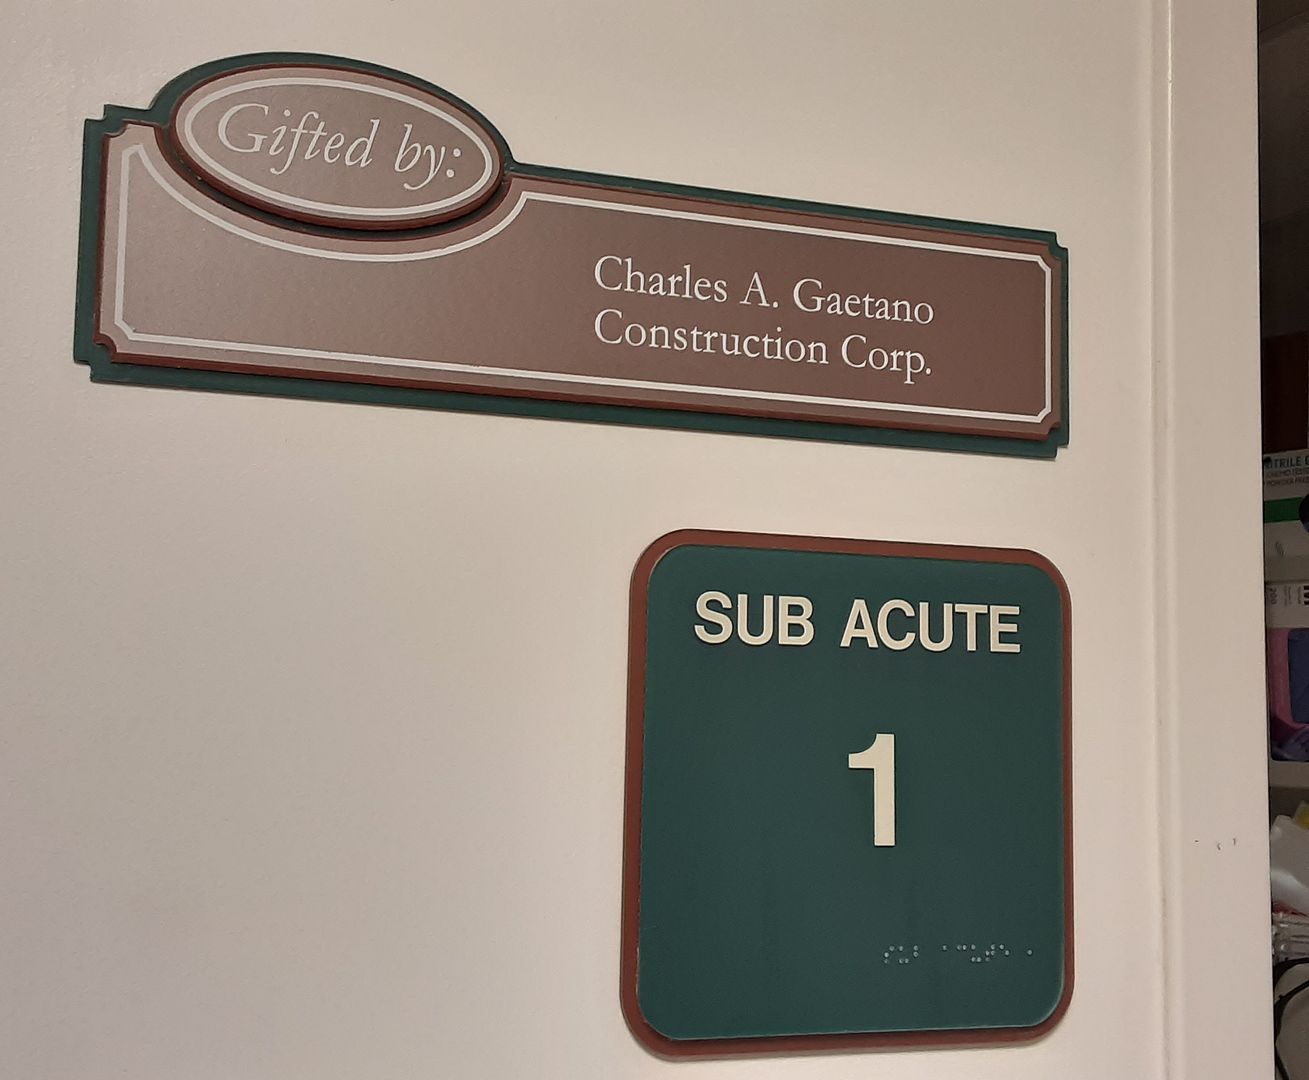 Gifted by:
Charles A. Gaetano
Construction Corp.
SUB ACUTE
1